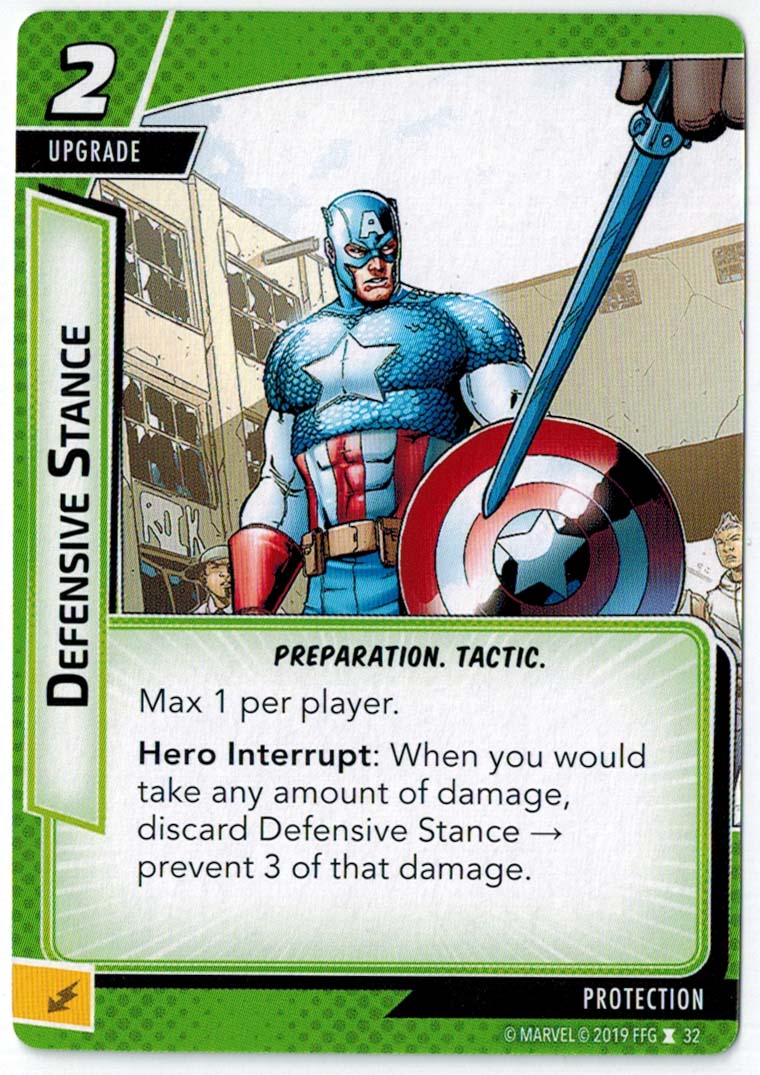 2
UPGRADE
DEFENSIVE STANCE
A
RICK
PREPARATION. TACTIC.
Max 1 per player.
Hero Interrupt: When you would
take any amount of damage,
discard Defensive Stance →
prevent 3 of that damage.
PROTECTION
© MARVEL © 2019 FFG 32